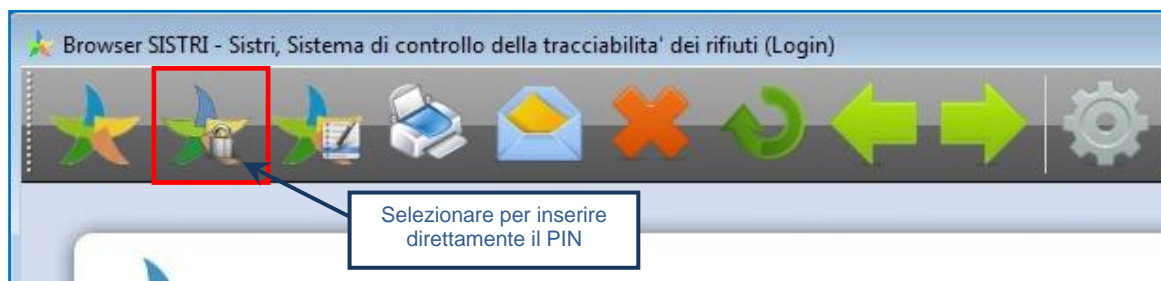 Browser SISTRI - Sistri, Sistema di controllo della tracciabilita' dei rifiuti (Login)
Selezionare per inserire
direttamente il PIN